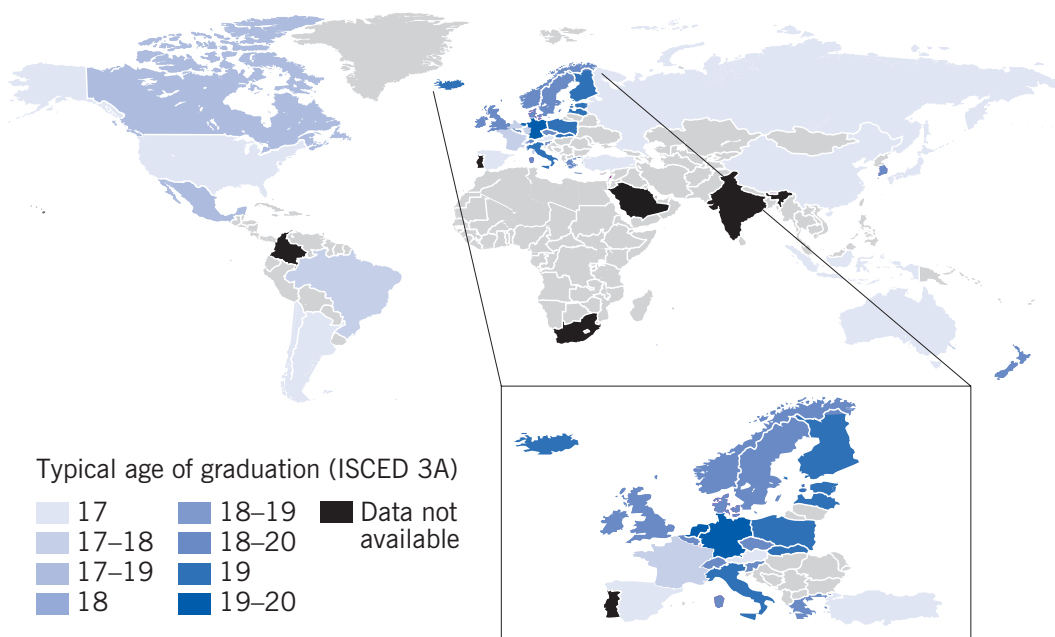 Typical age of graduation (ISCED 3A)
17
17–18
17–19
18
18–19
18–20
19
19–20
Data not
available